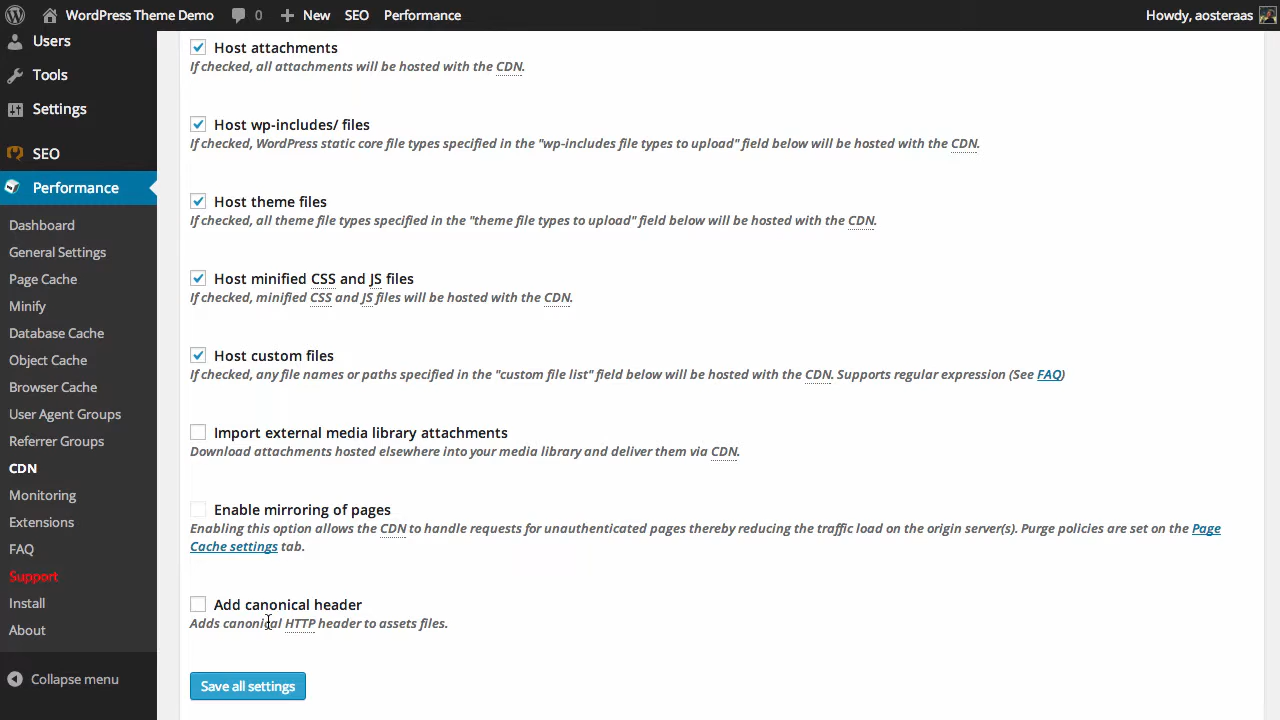 WordPress Theme Demo 0 New SEO Performance Howdy, aosteraas
Users
Tools
Settings
SEO
Performance
Dashboard
General Settings
Page Cache
Minify
Database Cache
Object Cache
Browser Cache
User Agent Groups
Referrer Groups
CDN
Monitoring
Extensions
FAQ
Support
Install
About
Collapse menu
Host attachments
If checked, all attachments will be hosted with the CDN.
Host wp-includes/ files
If checked, WordPress static core file types specified in the "wp-includes file types to upload" field below will be hosted with the CDN.
Host theme files
If checked, all theme file types specified in the "theme file types to upload" field below will be hosted with the CDN.
Host minified CSS and JS files
If checked, minified CSS and JS files will be hosted with the CDN.
Host custom files
If checked, any file names or paths specified in the "custom file list" field below will be hosted with the CDN. Supports regular expression (See FAQ)
Import external media library attachments
Download attachments hosted elsewhere into your media library and deliver them via CDN.
Enable mirroring of pages
Enabling this option allows the CDN to handle requests for unauthenticated pages thereby reducing the traffic load on the origin server(s). Purge policies are set on the Page
Cache settings tab.
Add canonical header
Adds canonical HTTP header to assets files.
Save all settings